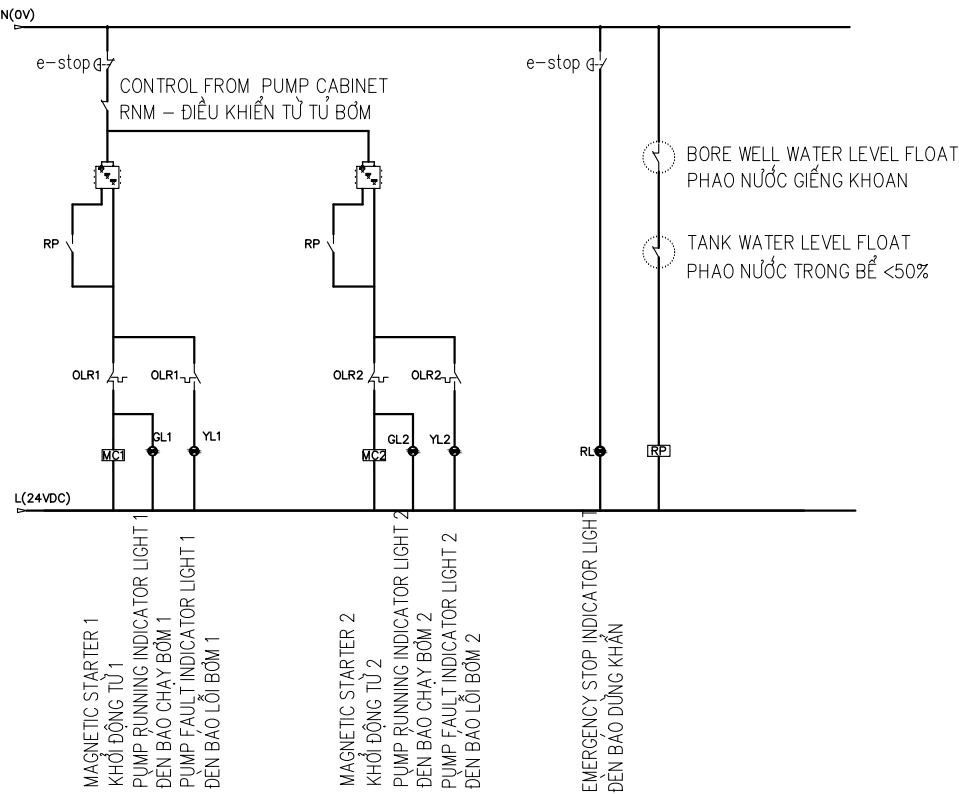 N(0V)
e-stop
CONTROL FROM PUMP CABINET
RNM - ĐIỀU KHIỂN TỪ TỦ BƠM
e-stop
BORE WELL WATER LEVEL FLOAT
PHAO NƯỚC GIẾNG KHOAN
RP
RP
TANK WATER LEVEL FLOAT
PHAO NƯỚC TRONG BỂ <50%
OLR1
OLR1
OLR2
OLR2
GL1
YL1
GL2
YL2
MC1
MC2
RL
RP
L(24VDC)
MAGNETIC STARTER 1
KHỞI ĐỘNG TỪ 1
PUMP RUNNING INDICATOR LIGHT 1
ĐÈN BÁO CHẠY BƠM 1
PUMP FAULT INDICATOR LIGHT 1
ĐÈN BÁO LỖI BƠM 1
MAGNETIC STARTER 2
KHỞI ĐỘNG TỪ 2
PUMP RUNNING INDICATOR LIGHT 2
ĐÈN BÁO CHẠY BƠM 2
PUMP FAULT INDICATOR LIGHT 2
ĐÈN BÁO LỖI BƠM 2
EMERGENCY STOP INDICATOR LIGHT
ĐÈN BÁO DỪNG KHẨN